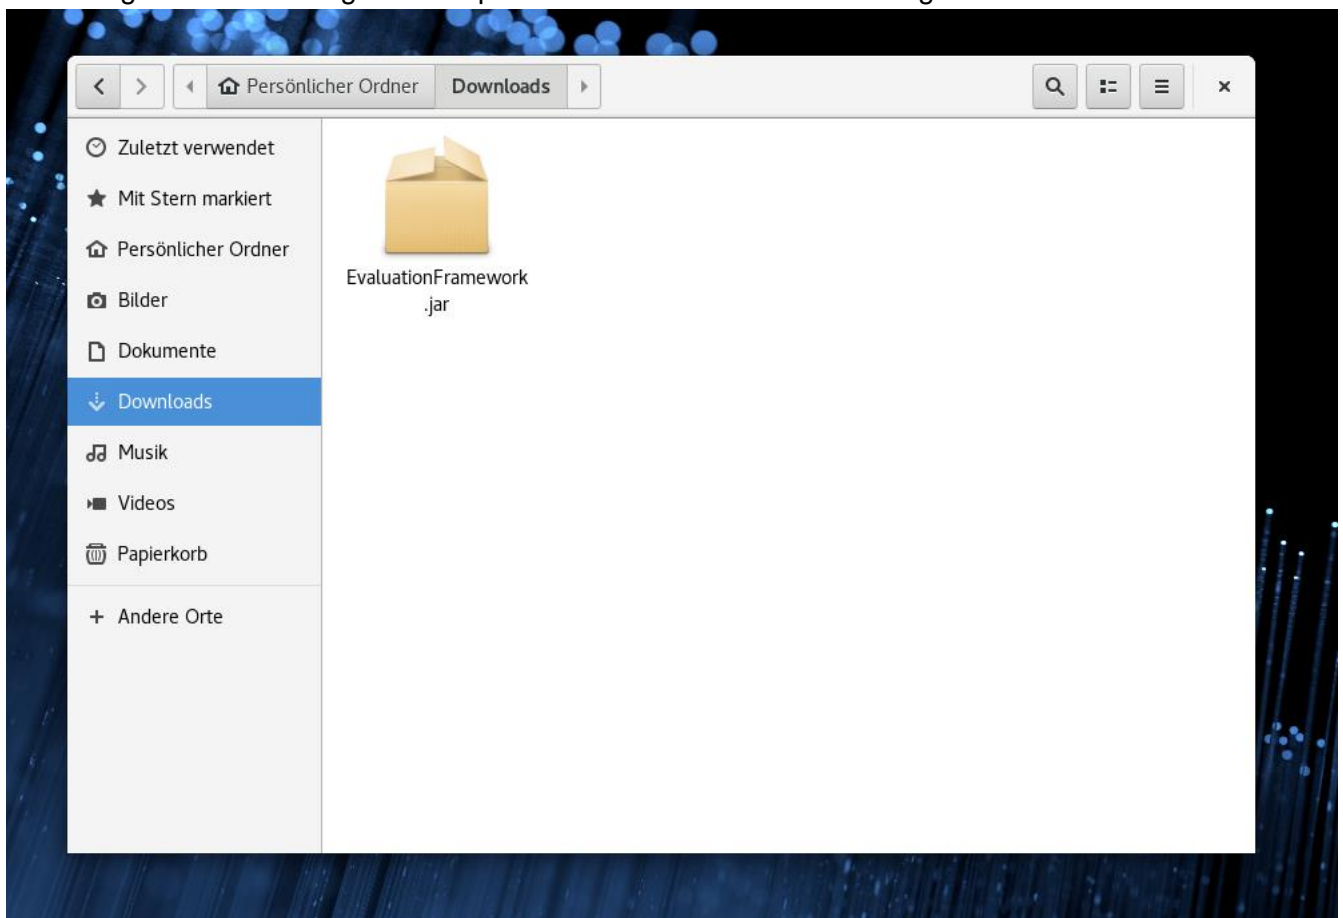 Persönlicher Ordner Downloads
Zuletzt verwendet
Mit Stern markiert
Persönlicher Ordner
Bilder
Dokumente
Downloads
Musik
Videos
Papierkorb
Andere Orte
EvaluationFramework
.jar